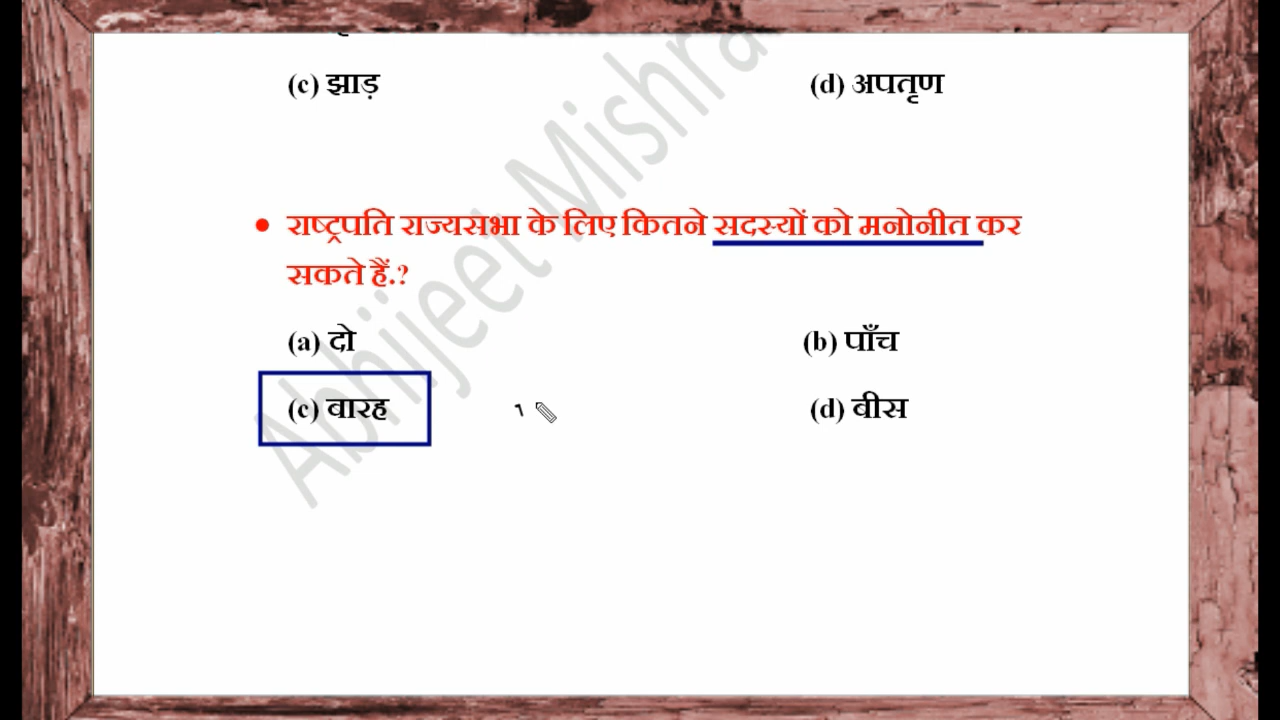 (c) झाड़ (d) अपतृण
• राष्ट्रपति राज्यसभा के लिए कितने सदस्यों को मनोनीत कर
सकते हैं.?
(a) दो (b) पाँच
(c) बारह (d) बीस
Abhijeet Mishra